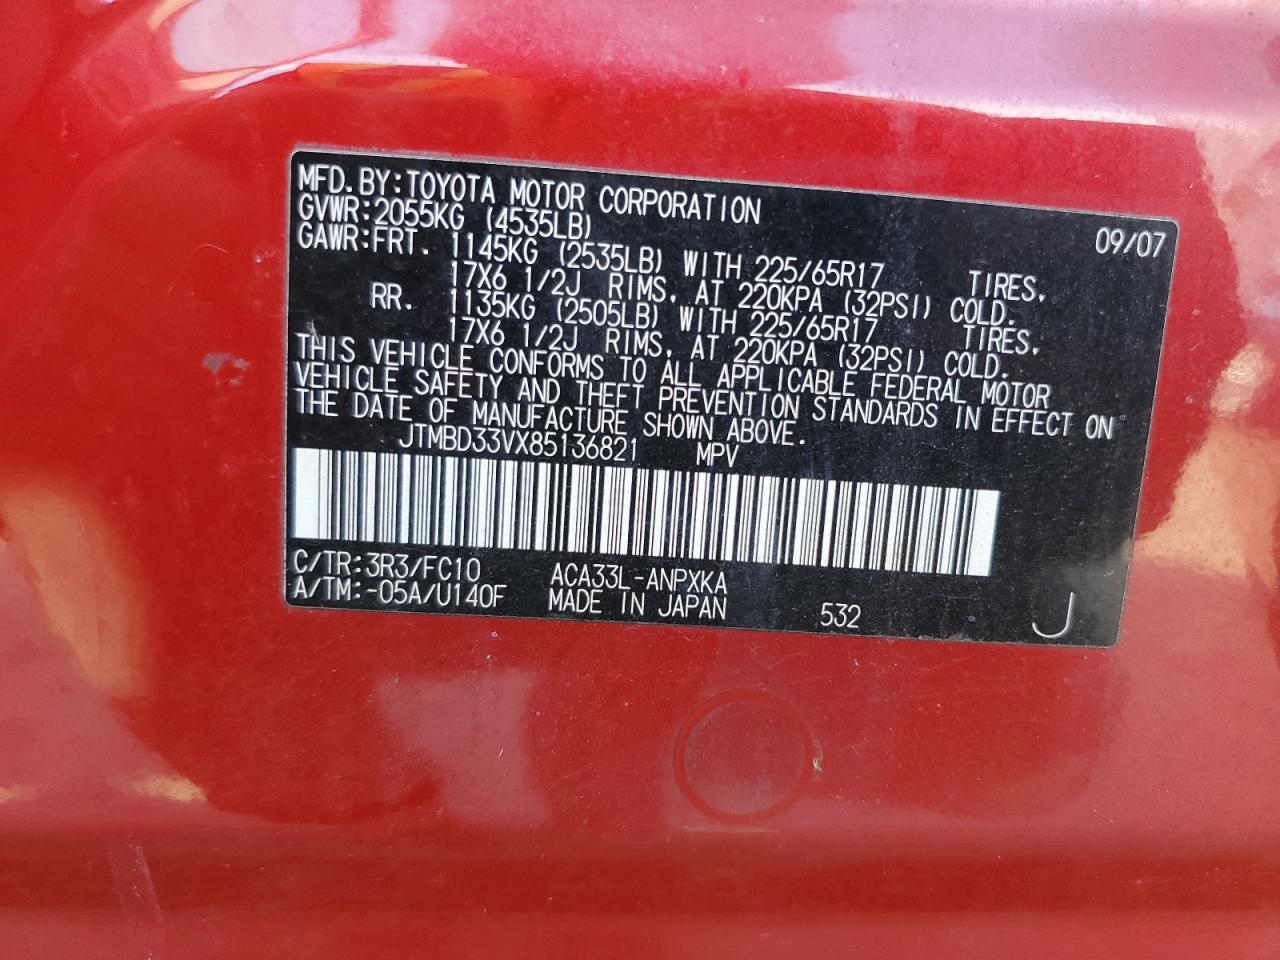 MFD.BY:TOYOTA MOTOR CORPORATION 09/07
GVWR:2055KG (4535LB)
GAWR:FRT. 1145KG (2535LB) WITH 225/65R17 TIRES,
17X6 1/2J RIMS, AT 220KPA (32PSI) COLD.
RR. 1135KG (2505LB) WITH 225/65R17 TIRES,
17X6 1/2J RIMS, AT 220KPA (32PSI) COLD.
THIS VEHICLE CONFORMS TO ALL APPLICABLE FEDERAL MOTOR
VEHICLE SAFETY AND THEFT PREVENTION STANDARDS IN EFFECT ON
THE DATE OF MANUFACTURE SHOWN ABOVE.
JTMBD33VX85136821 MPV
C/TR:3R3/FC10 ACA33L-ANPXKA
A/TM:-05A/U140F MADE IN JAPAN 532 J